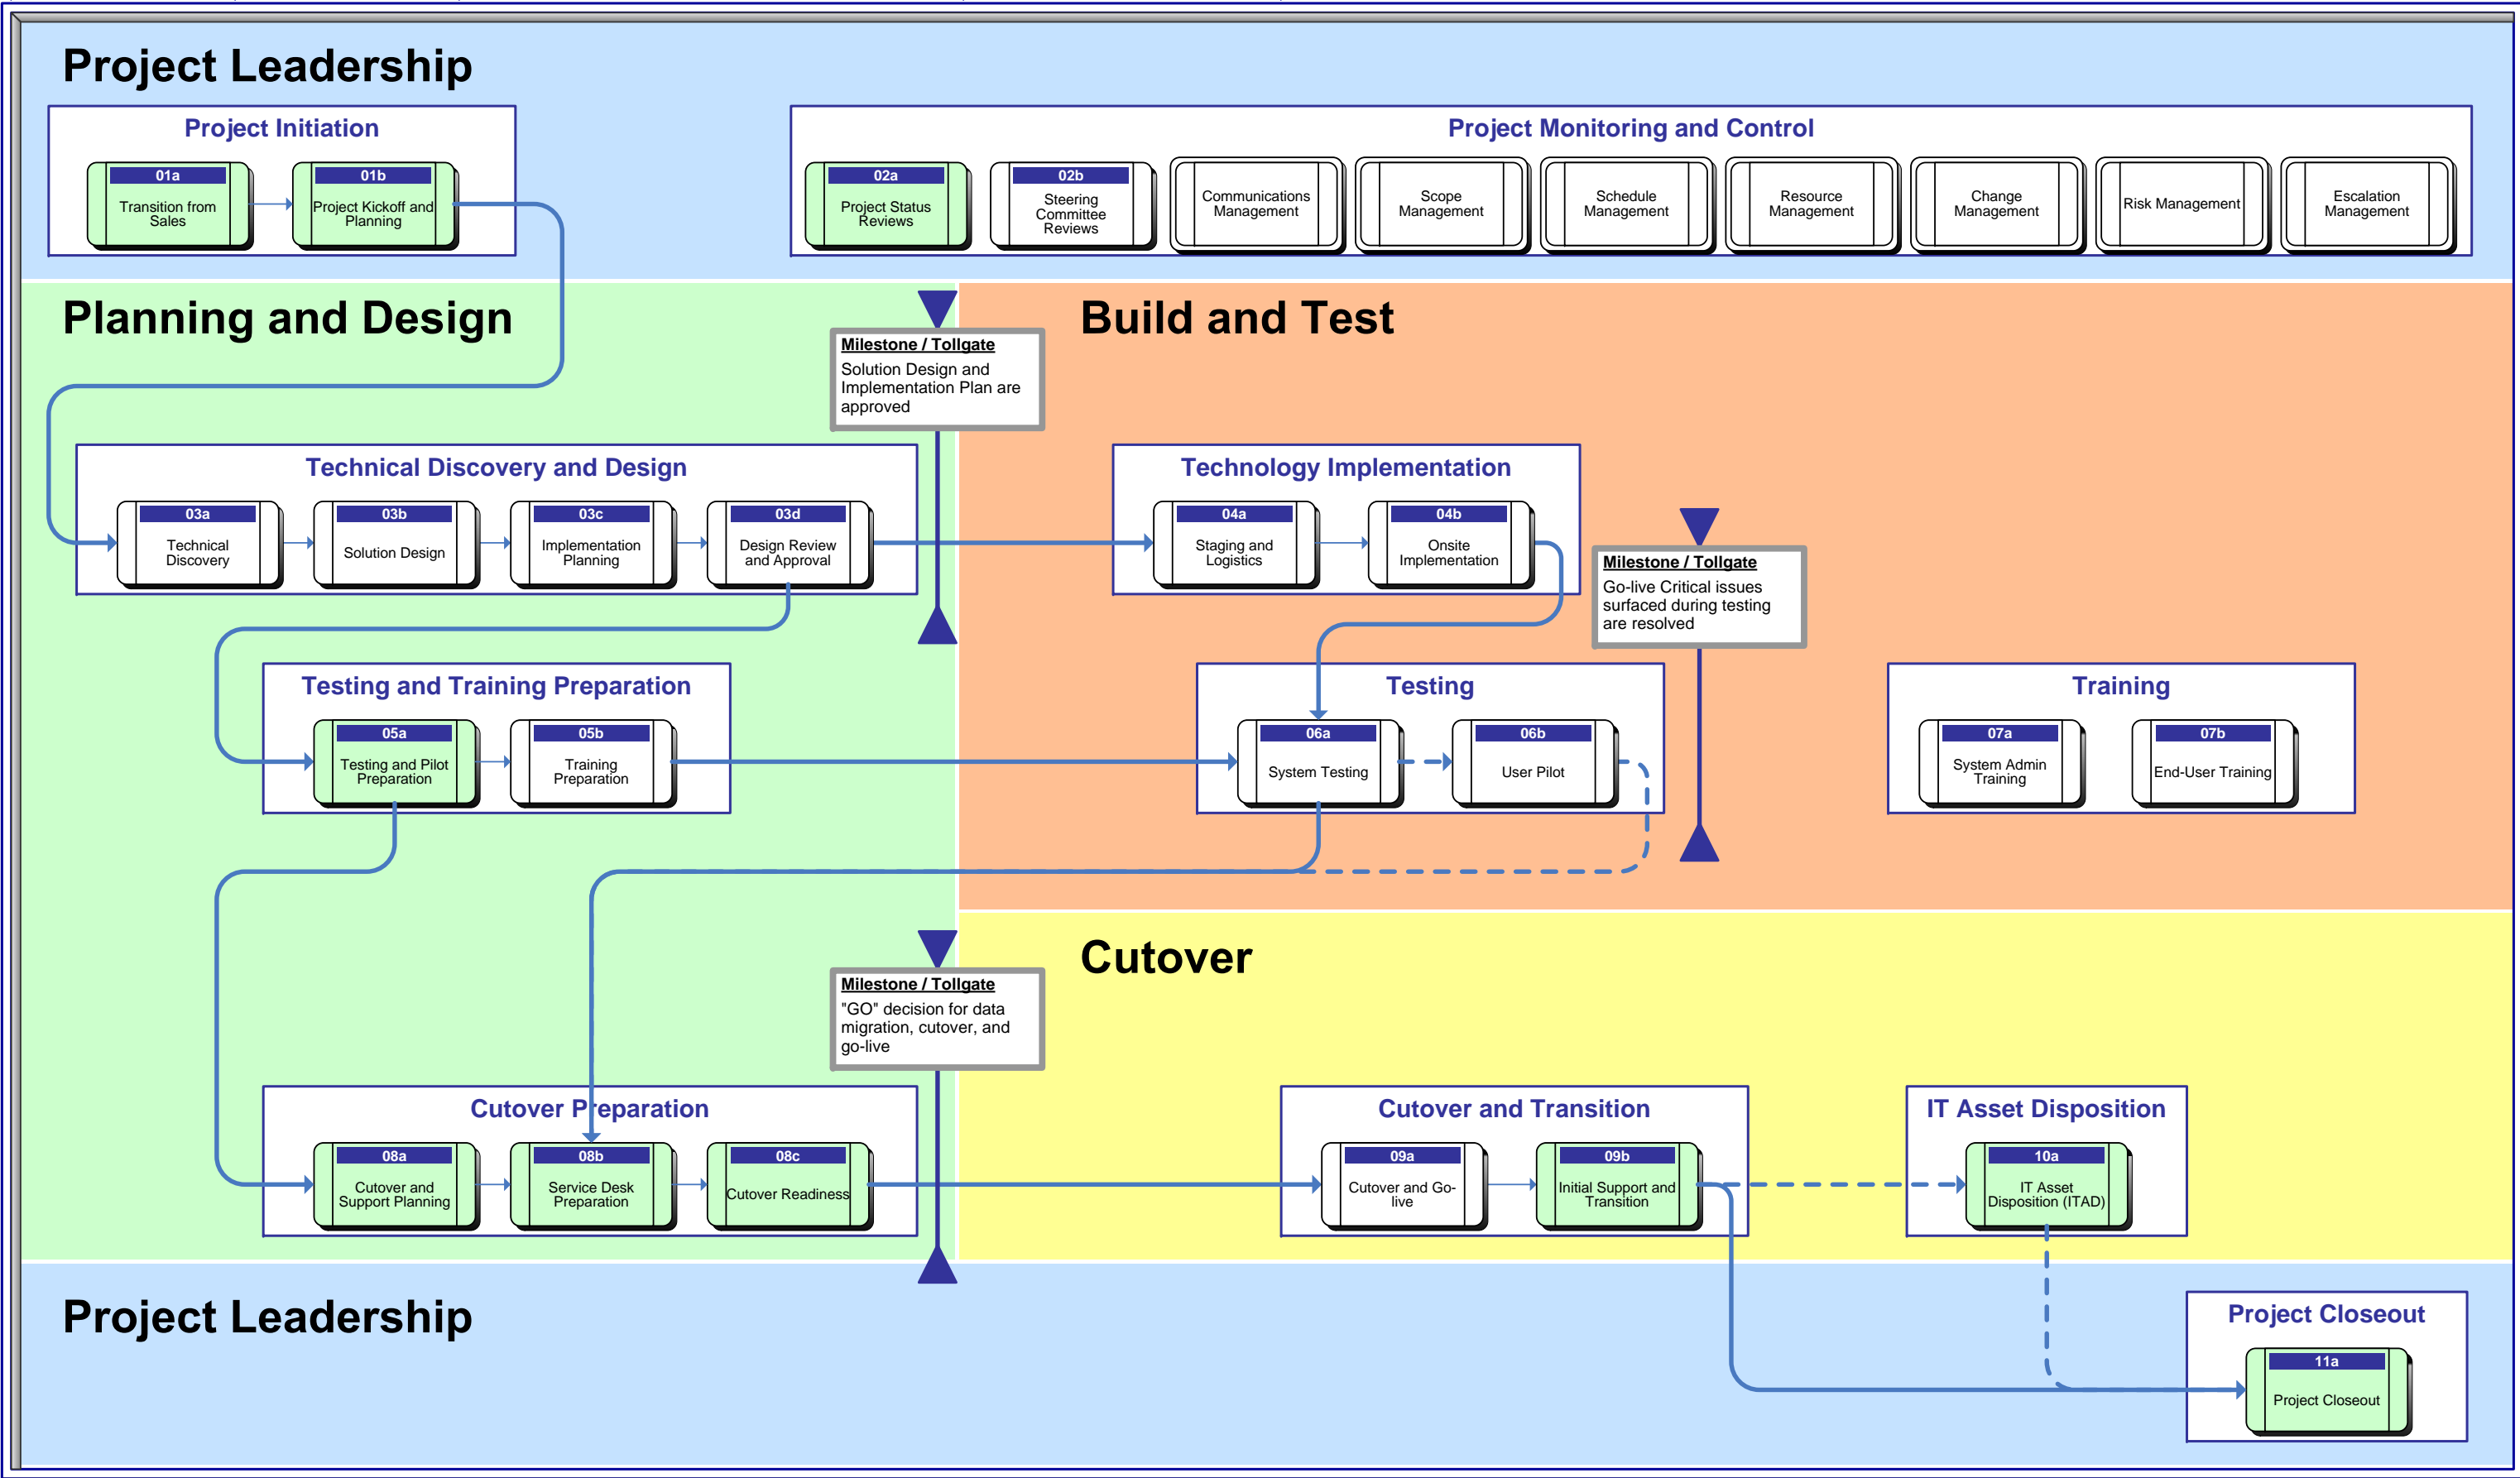 Project Leadership
Project Initiation
01a
Transition from
Sales
01b
Project Kickoff and
Planning
Project Monitoring and Control
02a
Project Status
Reviews
02b
Steering
Committee
Reviews
Communications
Management
Scope
Management
Schedule
Management
Resource
Management
Change
Management
Risk Management
Escalation
Management
Planning and Design
Milestone / Tollgate
Solution Design and
Implementation Plan are
approved
Build and Test
Technical Discovery and Design
03a
Technical
Discovery
03b
Solution Design
03c
Implementation
Planning
03d
Design Review
and Approval
Technology Implementation
04a
Staging and
Logistics
04b
Onsite
Implementation
Milestone / Tollgate
Go-live Critical issues
surfaced during testing
are resolved
Testing and Training Preparation
05a
Testing and Pilot
Preparation
05b
Training
Preparation
Testing
06a
System Testing
06b
User Pilot
Training
07a
System Admin
Training
07b
End-User Training
Milestone / Tollgate
"GO" decision for data
migration, cutover, and
go-live
Cutover
Cutover Preparation
08a
Cutover and
Support Planning
08b
Service Desk
Preparation
08c
Cutover Readiness
Cutover and Transition
09a
Cutover and Go-
live
09b
Initial Support and
Transition
IT Asset Disposition
10a
IT Asset
Disposition (ITAD)
Project Leadership
Project Closeout
11a
Project Closeout